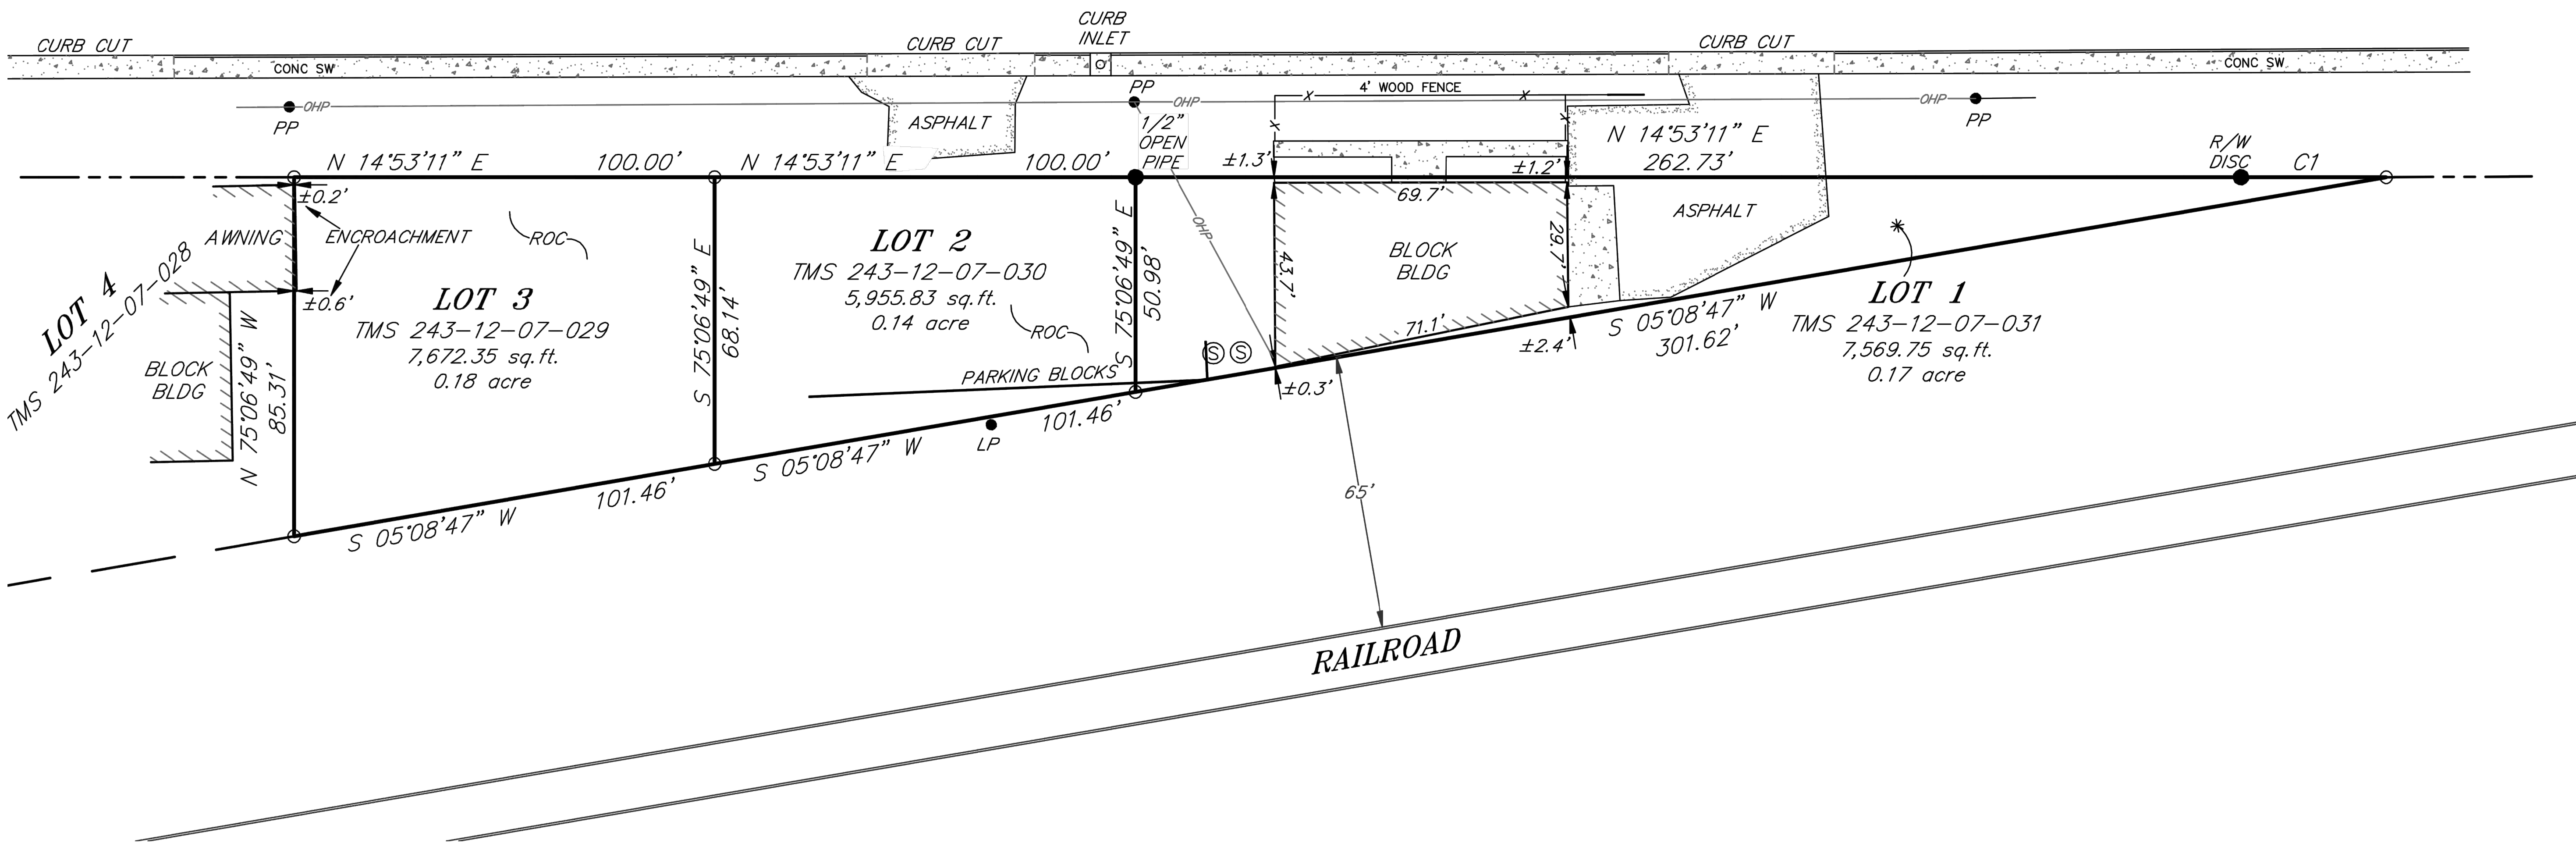 CURB CUT
CURB CUT
CURB
INLET
CURB CUT
CONC SW
CONC SW
PP
OHP
PP
OHP
4' WOOD FENCE
X
X
X
X
OHP
PP
ASPHALT
1/2"
OPEN
PIPE
N 14°53'11" E
100.00'
N 14°53'11" E
100.00'
±1.3'
±1.2'
N 14°53'11" E
262.73'
R/W
DISC
C1
±0.2'
AWNING
ENCROACHMENT
ROC
±0.6'
LOT 4
TMS 243-12-07-028
BLOCK
BLDG
N 75°06'49" W
85.31'
LOT 3
TMS 243-12-07-029
7,672.35 sq.ft.
0.18 acre
S 75°06'49" E
68.14'
LOT 2
TMS 243-12-07-030
5,955.83 sq.ft.
0.14 acre
ROC
PARKING BLOCKS
S 75°06'49" E
50.98'
OHP
S
S
69.7'
43.7'
BLOCK
BLDG
29.7'
71.1'
±0.3'
±2.4'
ASPHALT
S 05°08'47" W
301.62'
LOT 1
TMS 243-12-07-031
7,569.75 sq.ft.
0.17 acre
S 05°08'47" W
101.46'
LP
S 05°08'47" W
101.46'
65'
RAILROAD